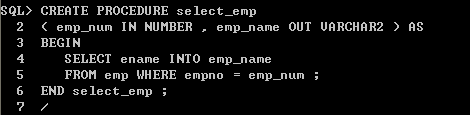 SQL> CREATE PROCEDURE select_emp
2 ( emp_num IN NUMBER , emp_name OUT VARCHAR2 ) AS
3 BEGIN
4 SELECT ename INTO emp_name
5 FROM emp WHERE empno = emp_num ;
6 END select_emp ;
7 /